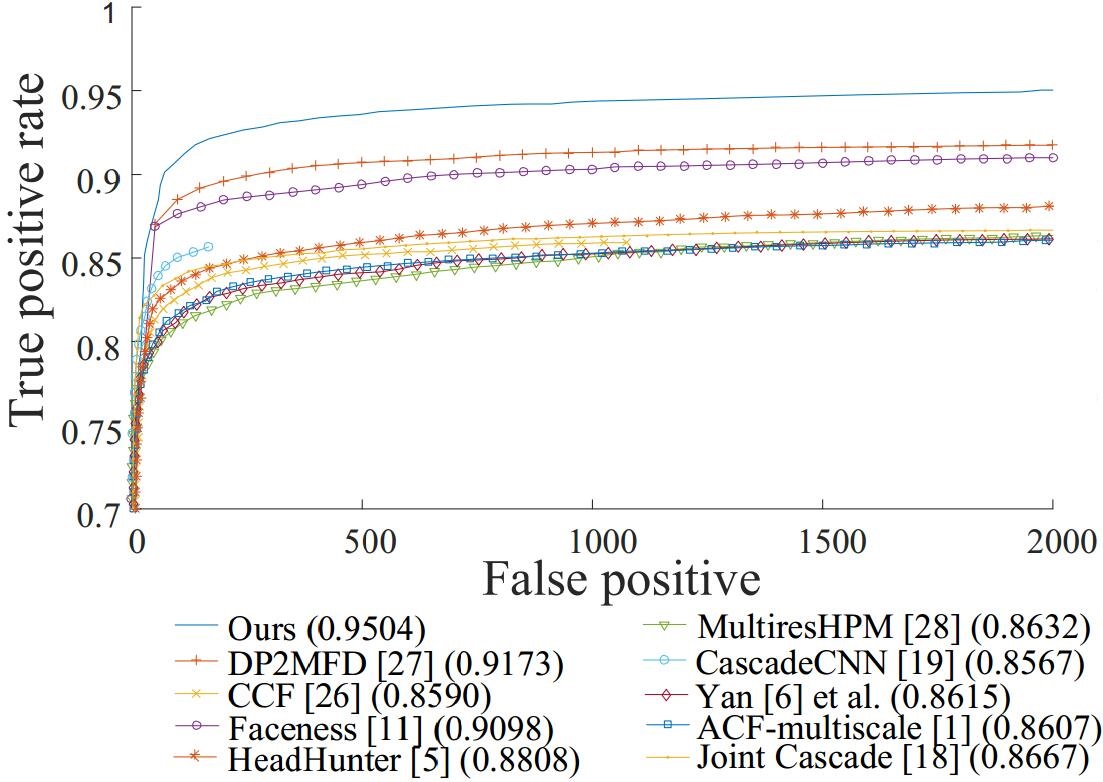 1
0.95
0.9
0.85
0.8
0.75
0.7
True positive rate
0 500 1000 1500 2000
False positive
Ours (0.9504)
DP2MFD [27] (0.9173)
CCF [26] (0.8590)
Faceness [11] (0.9098)
HeadHunter [5] (0.8808)
MultiresHPM [28] (0.8632)
CascadeCNN [19] (0.8567)
Yan [6] et al. (0.8615)
ACF-multiscale [1] (0.8607)
Joint Cascade [18] (0.8667)